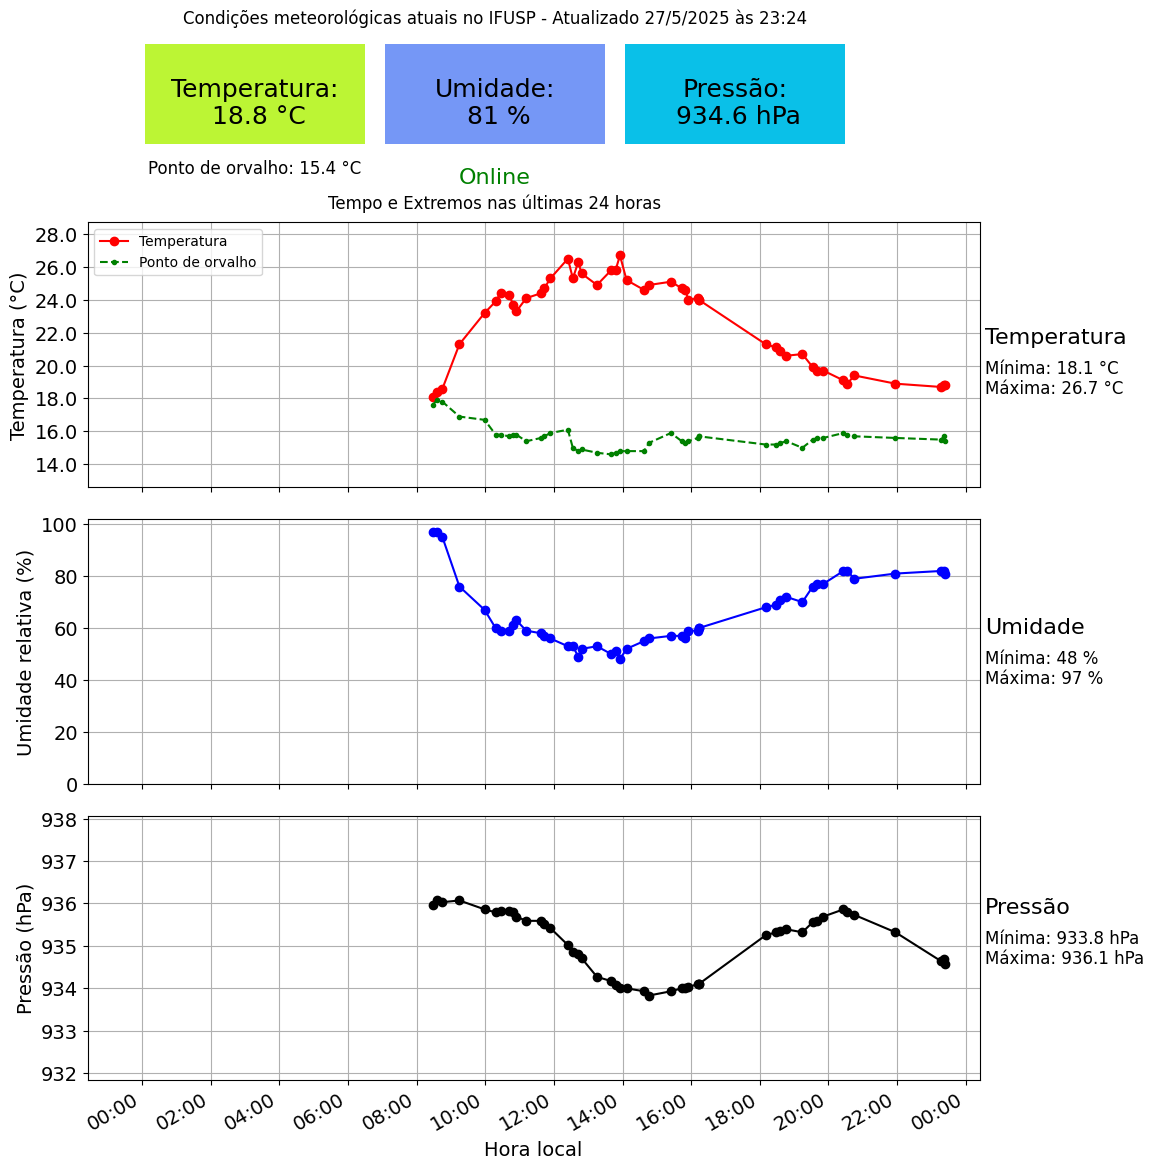 Condições meteorológicas atuais no IFUSP - Atualizado 27/5/2025 às 23:24
Temperatura:
18.8 °C
Umidade:
81 %
Pressão:
934.6 hPa
Ponto de orvalho: 15.4 °C
Online
Tempo e Extremos nas últimas 24 horas
Temperatura
Ponto de orvalho
Temperatura (°C)
28.0
26.0
24.0
22.0
20.0
18.0
16.0
14.0
Temperatura
Mínima: 18.1 °C
Máxima: 26.7 °C
Umidade relativa (%)
100
80
60
40
20
0
Umidade
Mínima: 48 %
Máxima: 97 %
Pressão (hPa)
938
937
936
935
934
933
932
Pressão
Mínima: 933.8 hPa
Máxima: 936.1 hPa
00:00 02:00 04:00 06:00 08:00 10:00 12:00 14:00 16:00 18:00 20:00 22:00 00:00
Hora local